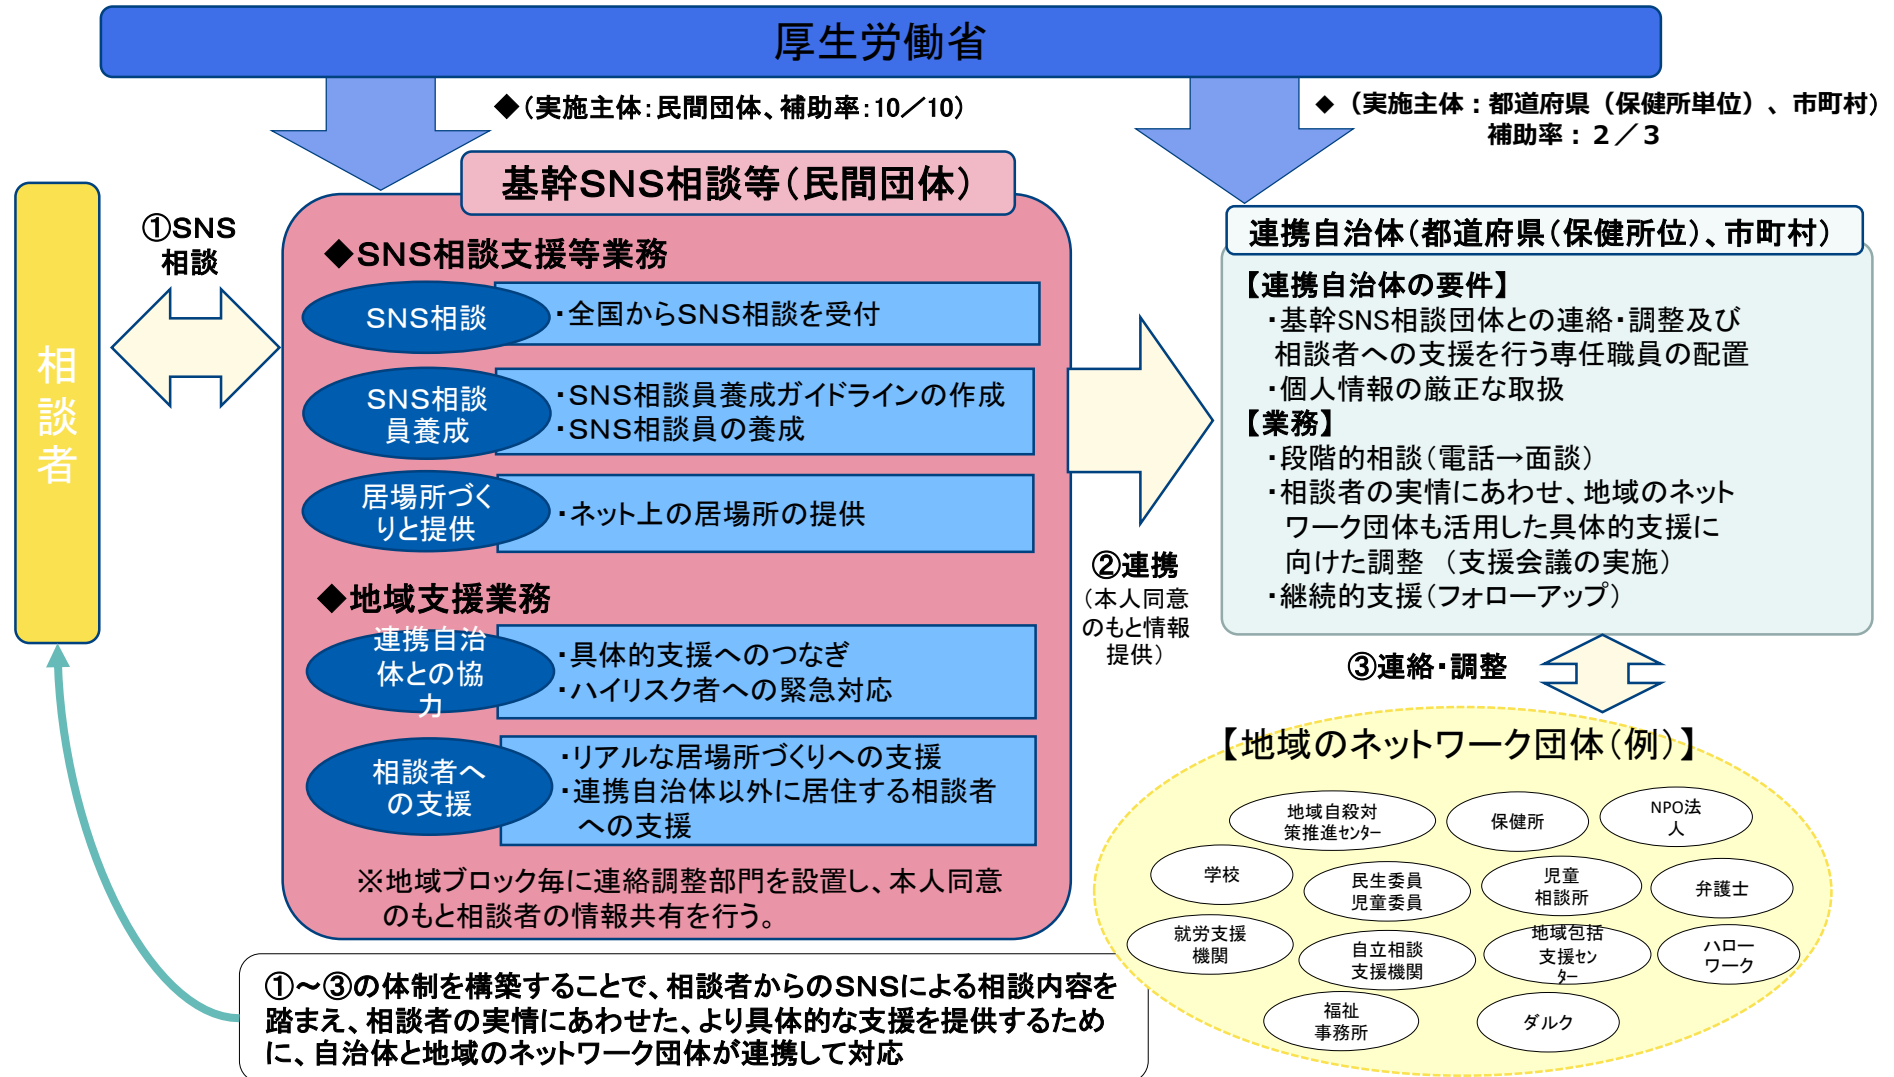 厚生労働省
◆(実施主体:民間団体、補助率:10/10)
◆(実施主体:都道府県(保健所単位)、市町村)
補助率:2/3
相
談
者
①SNS
相談
基幹SNS相談等(民間団体)
◆SNS相談支援等業務
SNS相談
・全国からSNS相談を受付
SNS相談
員養成
・SNS相談員養成ガイドラインの作成
・SNS相談員の養成
居場所づく
りと提供
・ネット上の居場所の提供
◆地域支援業務
連携自治
体との協
力
・具体的支援へのつなぎ
・ハイリスク者への緊急対応
相談者へ
の支援
・リアルな居場所づくりへの支援
・連携自治体以外に居住する相談者
への支援
※地域ブロック毎に連絡調整部門を設置し、本人同意
のもと相談者の情報共有を行う。
②連携
(本人同意
のもと情報
提供)
連携自治体(都道府県(保健所位)、市町村)
【連携自治体の要件】
・基幹SNS相談団体との連絡・調整及び
相談者への支援を行う専任職員の配置
・個人情報の厳正な取扱
【業務】
・段階的相談(電話→面談)
・相談者の実情にあわせ、地域のネット
ワーク団体も活用した具体的支援に
向けた調整 (支援会議の実施)
・継続的支援(フォローアップ)
③連絡・調整
【地域のネットワーク団体(例)】
地域自殺対
策推進センター
保健所
NPO法
人
学校
民生委員
児童委員
児童
相談所
弁護士
就労支援
機関
自立相談
支援機関
地域包括
支援セン
ター
ハロー
ワーク
福祉
事務所
ダルク
①~③の体制を構築することで、相談者からのSNSによる相談内容を
踏まえ、相談者の実情にあわせた、より具体的な支援を提供するため
に、自治体と地域のネットワーク団体が連携して対応